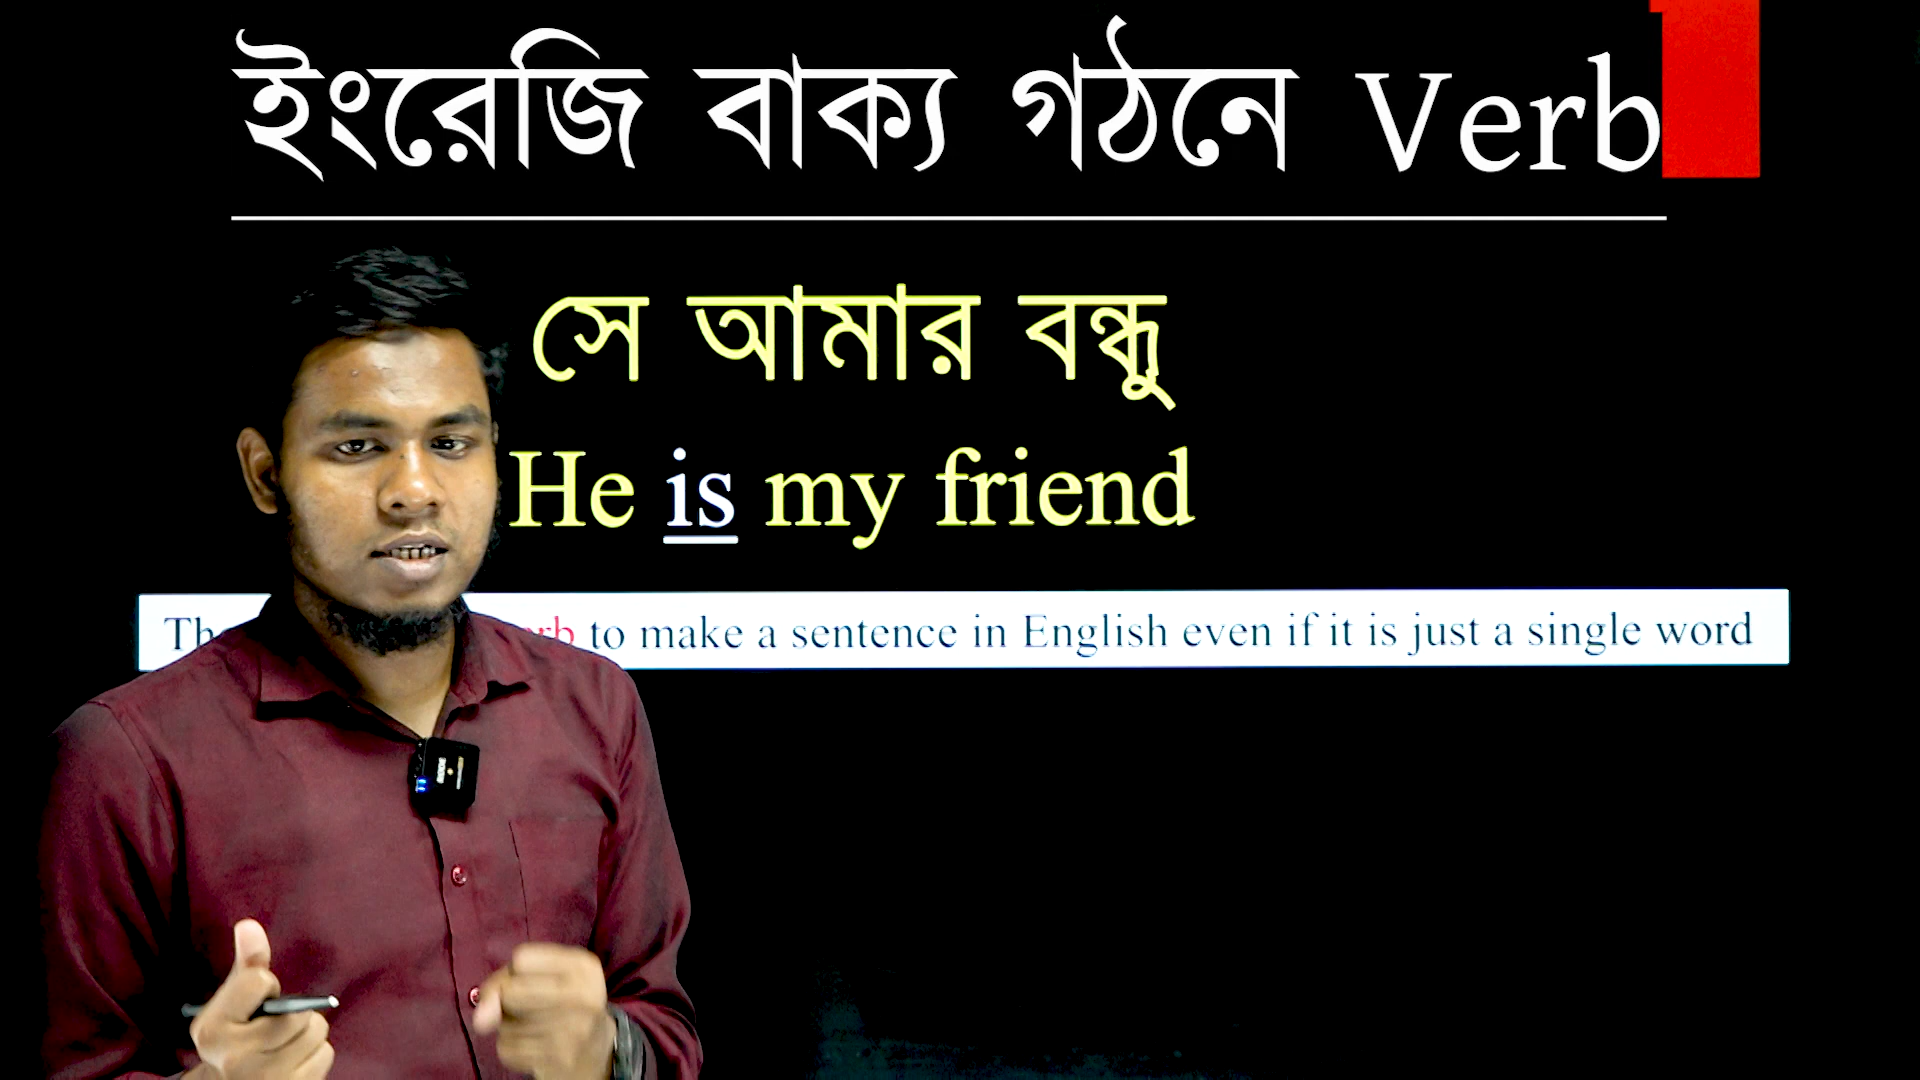 ইংরেজি বাক্য গঠনে Verb
সে আমার বন্ধু
He is my friend
to make a sentence in English even if it is just a single word